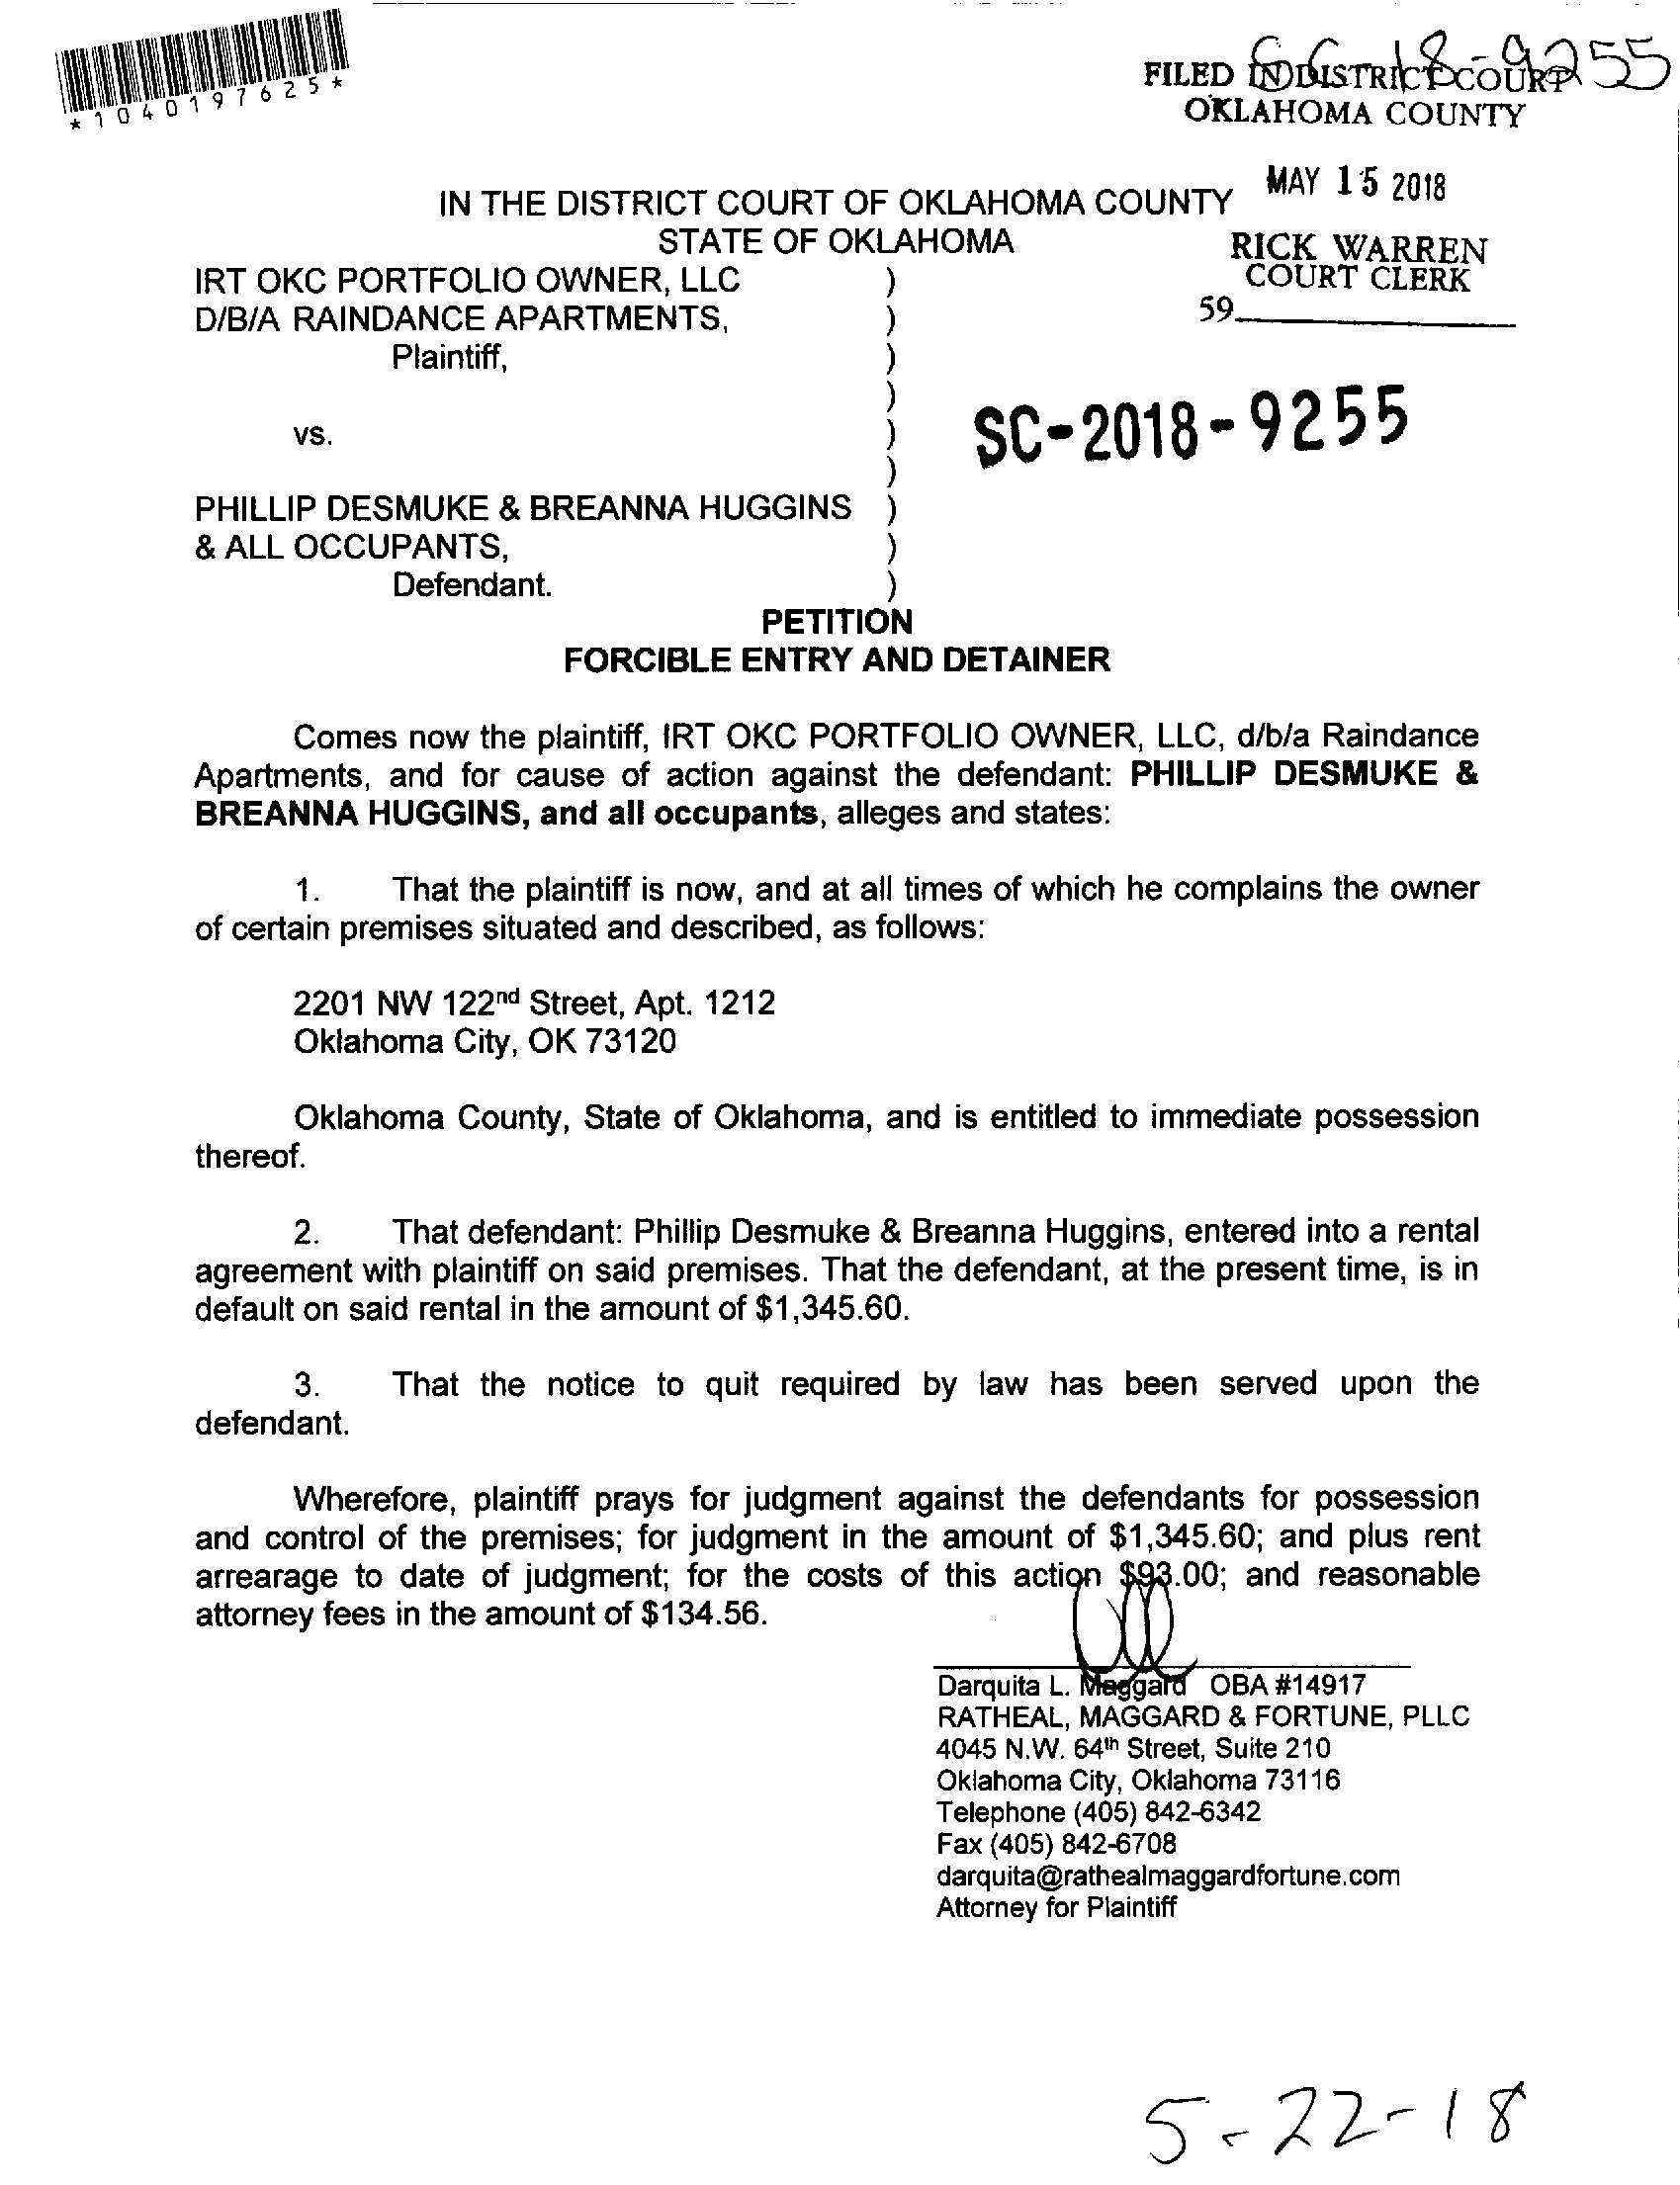 *1040197625*
SC-18-9255
FILED IN DISTRICT COURT
OKLAHOMA COUNTY
MAY 15 2018
RICK WARREN
COURT CLERK
59
IN THE DISTRICT COURT OF OKLAHOMA COUNTY
STATE OF OKLAHOMA
IRT OKC PORTFOLIO OWNER, LLC )
D/B/A RAINDANCE APARTMENTS, )
Plaintiff, )
)
vs. )
)
PHILLIP DESMUKE & BREANNA HUGGINS )
& ALL OCCUPANTS, )
Defendant. )
SC-2018-9255
PETITION
FORCIBLE ENTRY AND DETAINER
Comes now the plaintiff, IRT OKC PORTFOLIO OWNER, LLC, d/b/a Raindance
Apartments, and for cause of action against the defendant: PHILLIP DESMUKE &
BREANNA HUGGINS, and all occupants, alleges and states:
1. That the plaintiff is now, and at all times of which he complains the owner
of certain premises situated and described, as follows:
2201 NW 122nd Street, Apt. 1212
Oklahoma City, OK 73120
Oklahoma County, State of Oklahoma, and is entitled to immediate possession
thereof.
2. That defendant: Phillip Desmuke & Breanna Huggins, entered into a rental
agreement with plaintiff on said premises. That the defendant, at the present time, is in
default on said rental in the amount of $1,345.60.
3. That the notice to quit required by law has been served upon the
defendant.
Wherefore, plaintiff prays for judgment against the defendants for possession
and control of the premises; for judgment in the amount of $1,345.60; and plus rent
arrearage to date of judgment; for the costs of this action $93.00; and reasonable
attorney fees in the amount of $134.56.
Darquita L. Maggard OBA #14917
RATHEAL, MAGGARD & FORTUNE, PLLC
4045 N.W. 64th Street, Suite 210
Oklahoma City, Oklahoma 73116
Telephone (405) 842-6342
Fax (405) 842-6708
darquita@rathealmaggardfortune.com
Attorney for Plaintiff
5-22-18